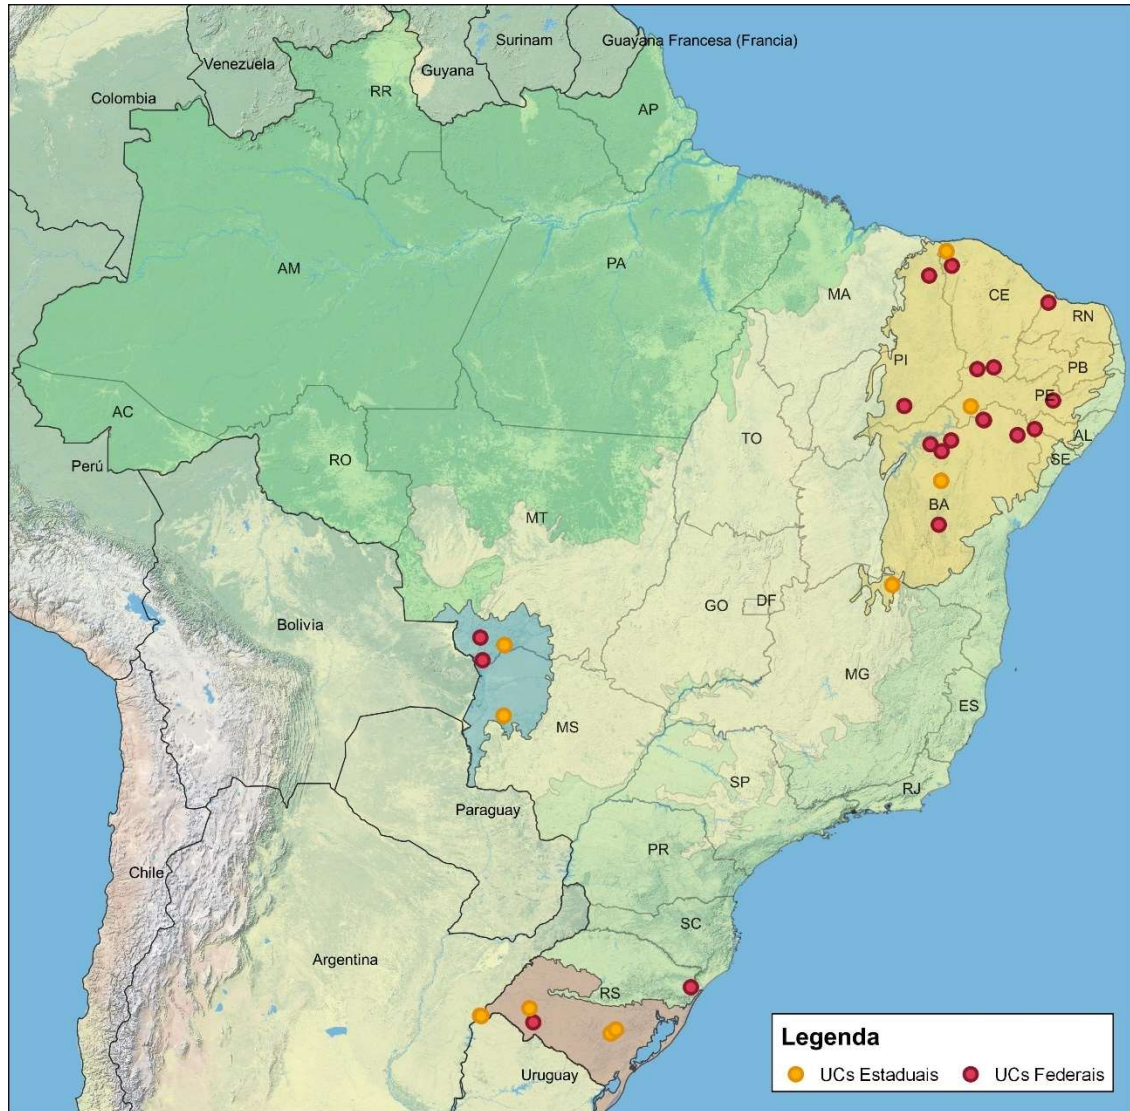 Surinam
Guayana Francesa (Francia)
Venezuela
Guyana
Colombia
RR
AP
AM
PA
MA
CE
RN
PI
PB
PE
AC
TO
AL
RO
SE
Perú
BA
MT
GO
DF
Bolivia
MG
ES
MS
SP
RJ
Paraguay
PR
Chile
SC
Argentina
RS
Uruguay
Legenda
UCs Estaduais UCs Federais